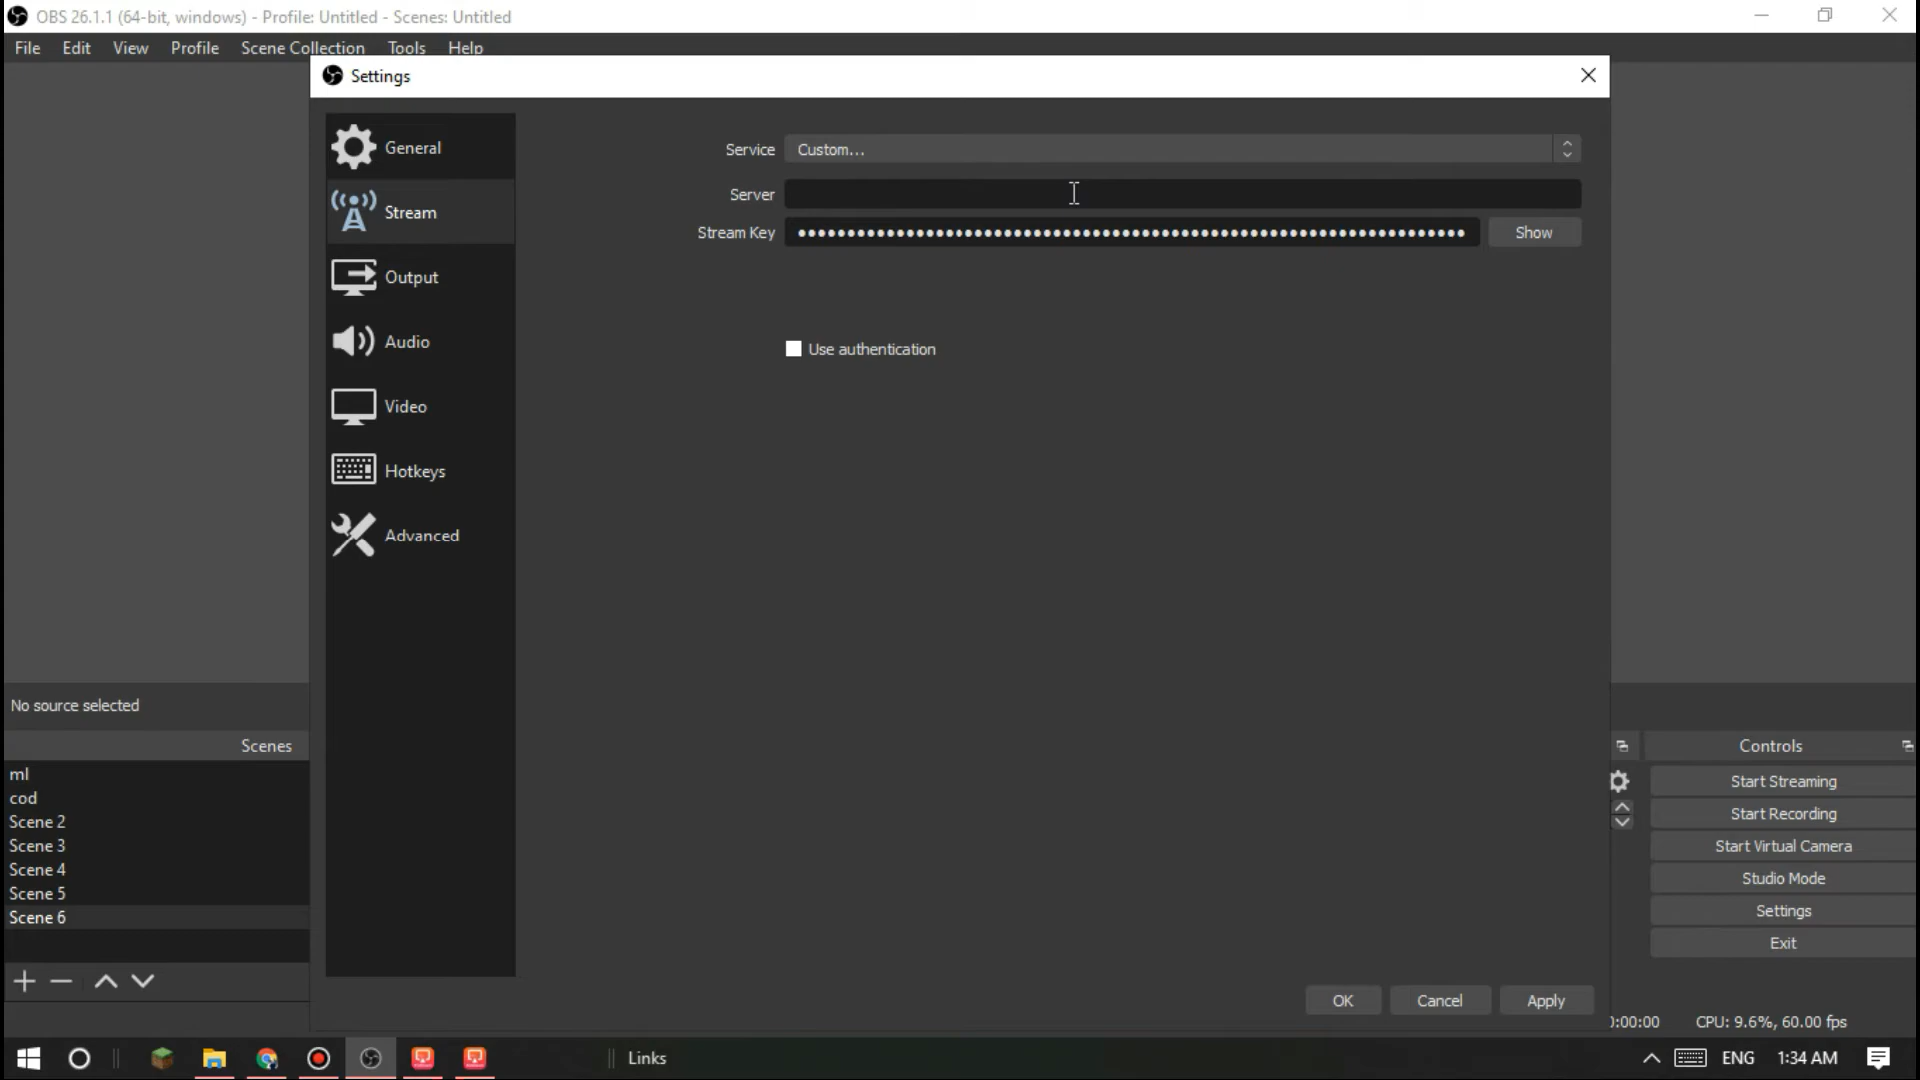 OBS 26.1.1 (64-bit, windows) - Profile: Untitled - Scenes: Untitled
File Edit View Profile Scene Collection Tools Help
Settings
General
Stream
Output
Audio
Video
Hotkeys
Advanced
Service Custom...
Server
Stream Key Show
Use authentication
No source selected
Scenes
ml
cod
Scene 2
Scene 3
Scene 4
Scene 5
Scene 6
Controls
Start Streaming
Start Recording
Start Virtual Camera
Studio Mode
Settings
Exit
OK Cancel Apply
0:00:00 CPU: 9.6%, 60.00 fps
Links ENG 1:34 AM